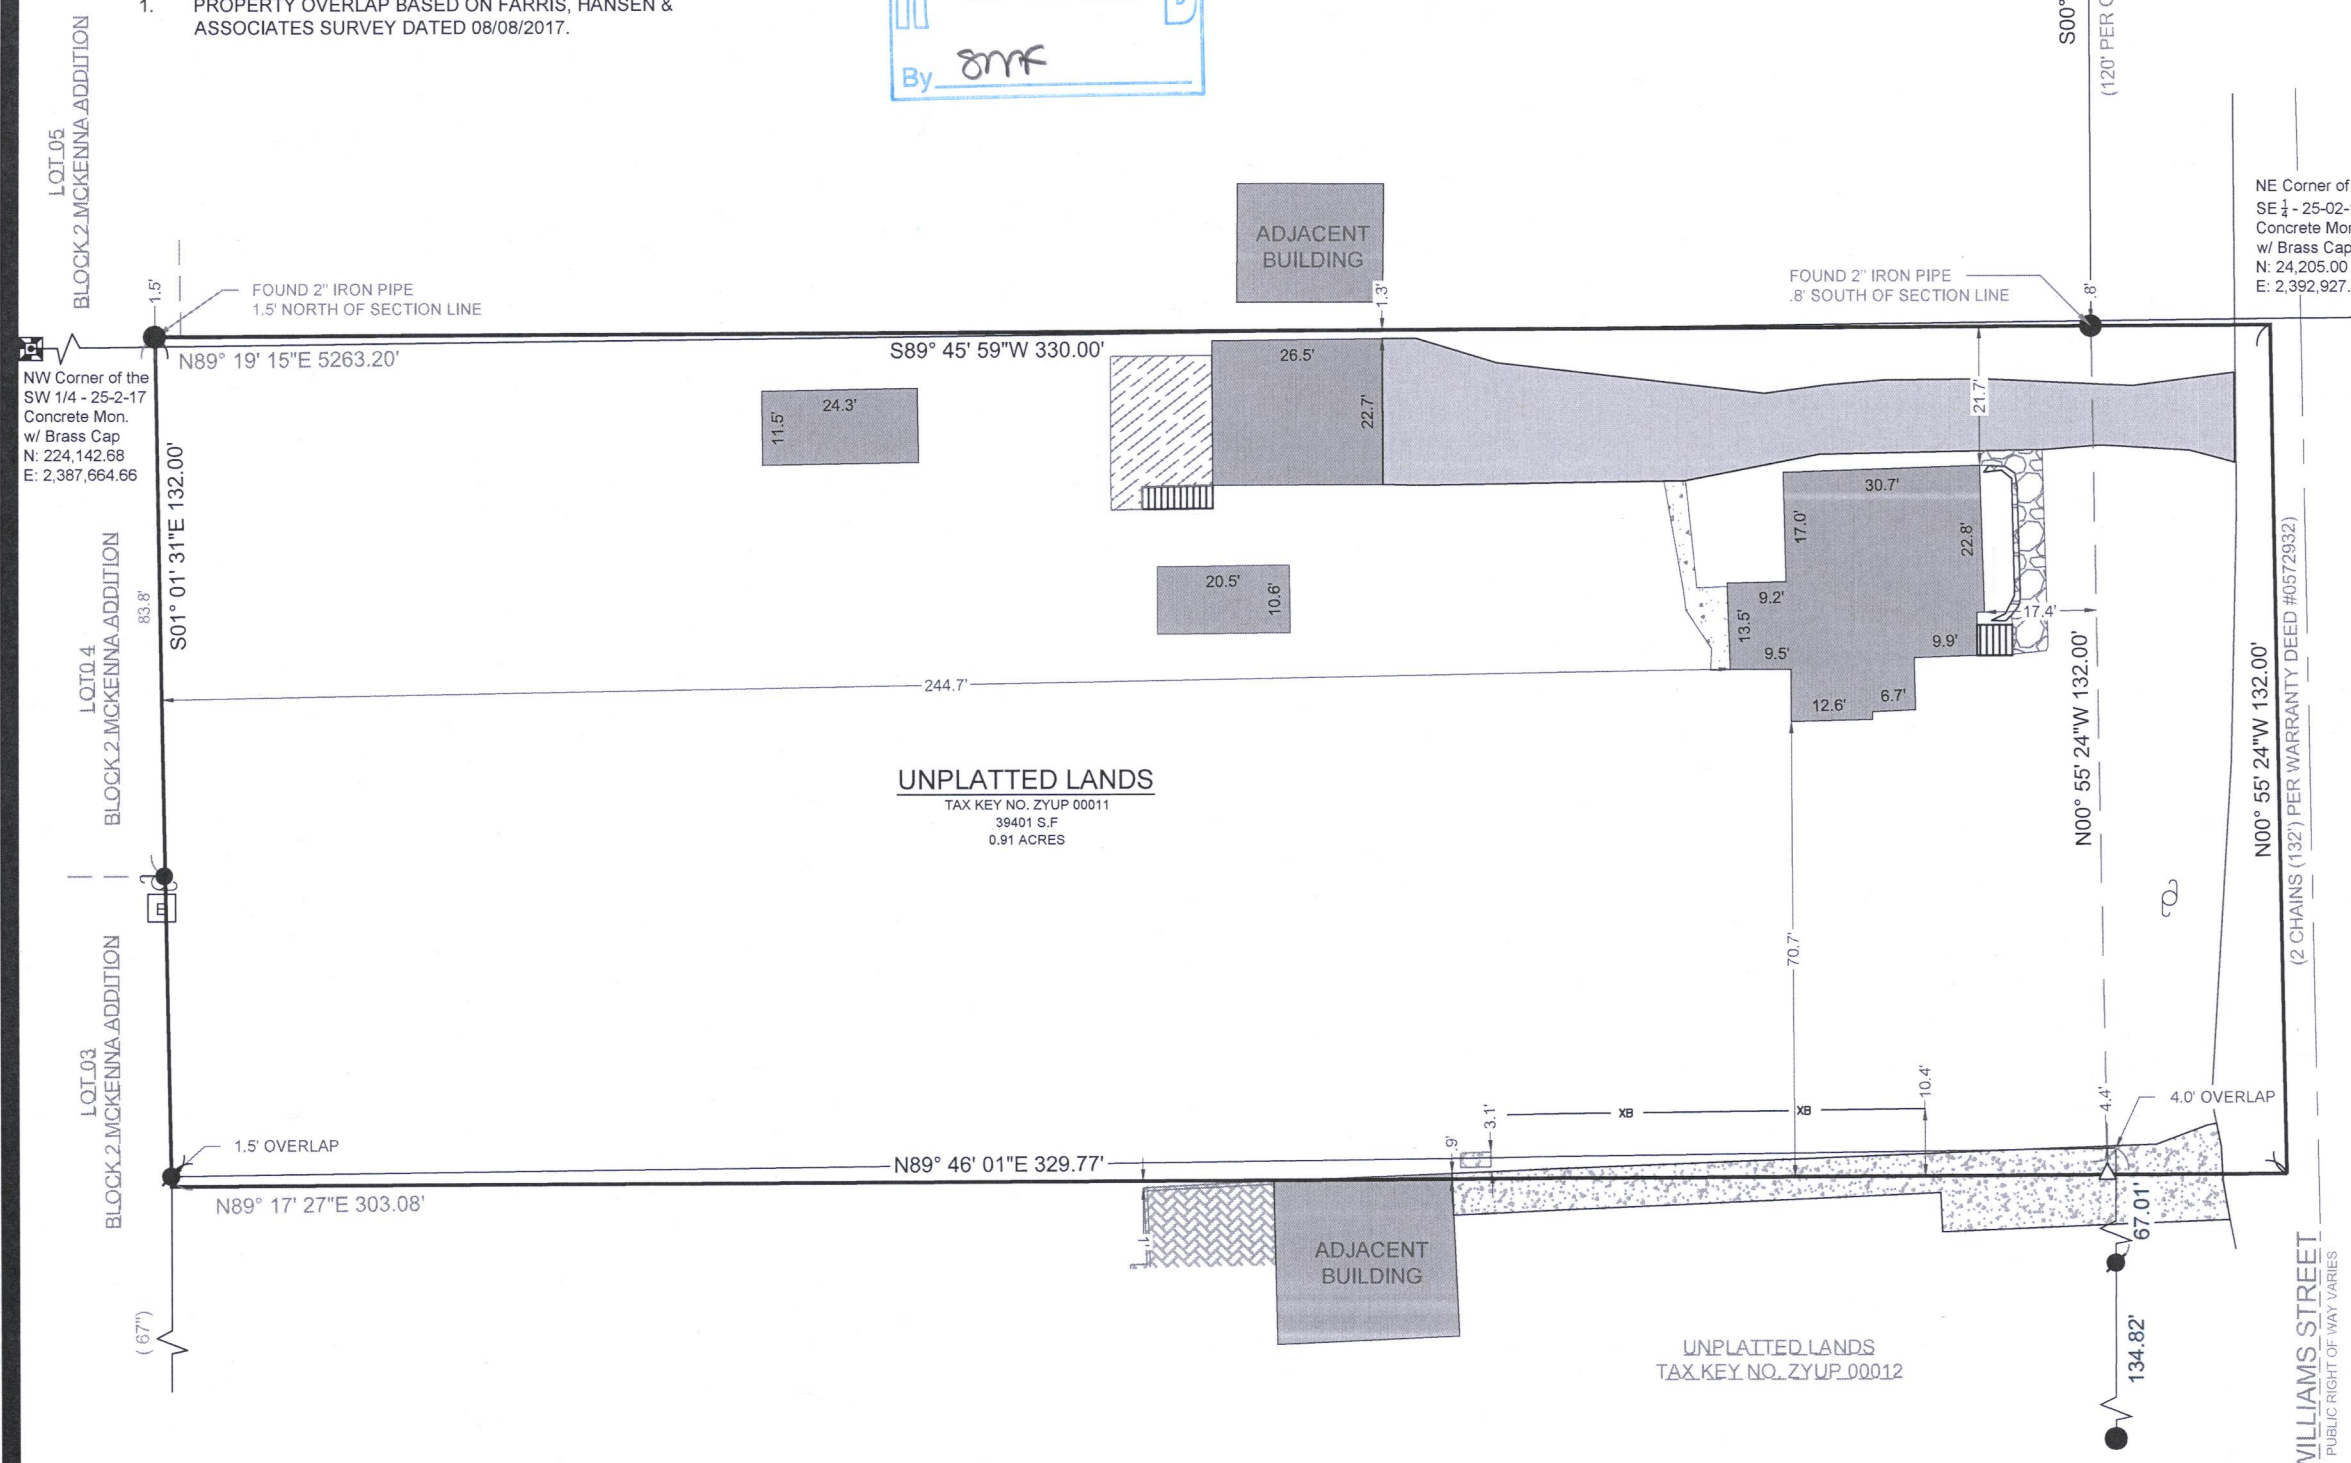 1. PROPERTY OVERLAP BASED ON FARRIS, HANSEN &
ASSOCIATES SURVEY DATED 08/08/2017.
By
S00°
(120' PER
LOT 05
BLOCK 2 MCKENNA ADDITION
ADJACENT
BUILDING
NE Corner of
SE 1/4 - 25-02-
Concrete
w/ Brass Cap
N: 24,205.00
E: 2,392,927.
1.5'
FOUND 2" IRON PIPE
1.5' NORTH OF SECTION LINE
1.3'
FOUND 2" IRON PIPE
.8' SOUTH OF SECTION LINE
.8'
C
N89° 19' 15"E 5263.20'
S89° 45' 59"W 330.00'
NW Corner of the
SW 1/4 - 25-2-17
Concrete Mon.
w/ Brass Cap
N: 224,142.68
E: 2,387,664.66
26.5'
22.7'
24.3'
11.5'
21.7'
S01° 01' 31"E 132.00'
83.8'
30.7'
17.0'
22.8'
20.5'
10.6'
9.2'
13.5'
9.5'
9.9'
17.4'
12.6'
6.7'
244.7'
LOT 04
BLOCK 2 MCKENNA ADDITION
N00° 55' 24"W 132.00'
N00° 55' 24"W 132.00'
(2 CHAINS (132') PER WARRANTY DEED #0572932)
UNPLATTED LANDS
TAX KEY NO. ZYUP 00011
39401 S.F
0.91 ACRES
E
70.7'
LOT 03
BLOCK 2 MCKENNA ADDITION
XB
XB
3.1'
9'
10.4'
4.4'
4.0' OVERLAP
1.5' OVERLAP
N89° 46' 01"E 329.77'
N89° 17' 27"E 303.08'
.1'
ADJACENT
BUILDING
67.01'
134.82'
(67")
UNPLATTED LANDS
TAX KEY NO. ZYUP 00012
WILLIAMS STREET
PUBLIC RIGHT OF WAY VARIES